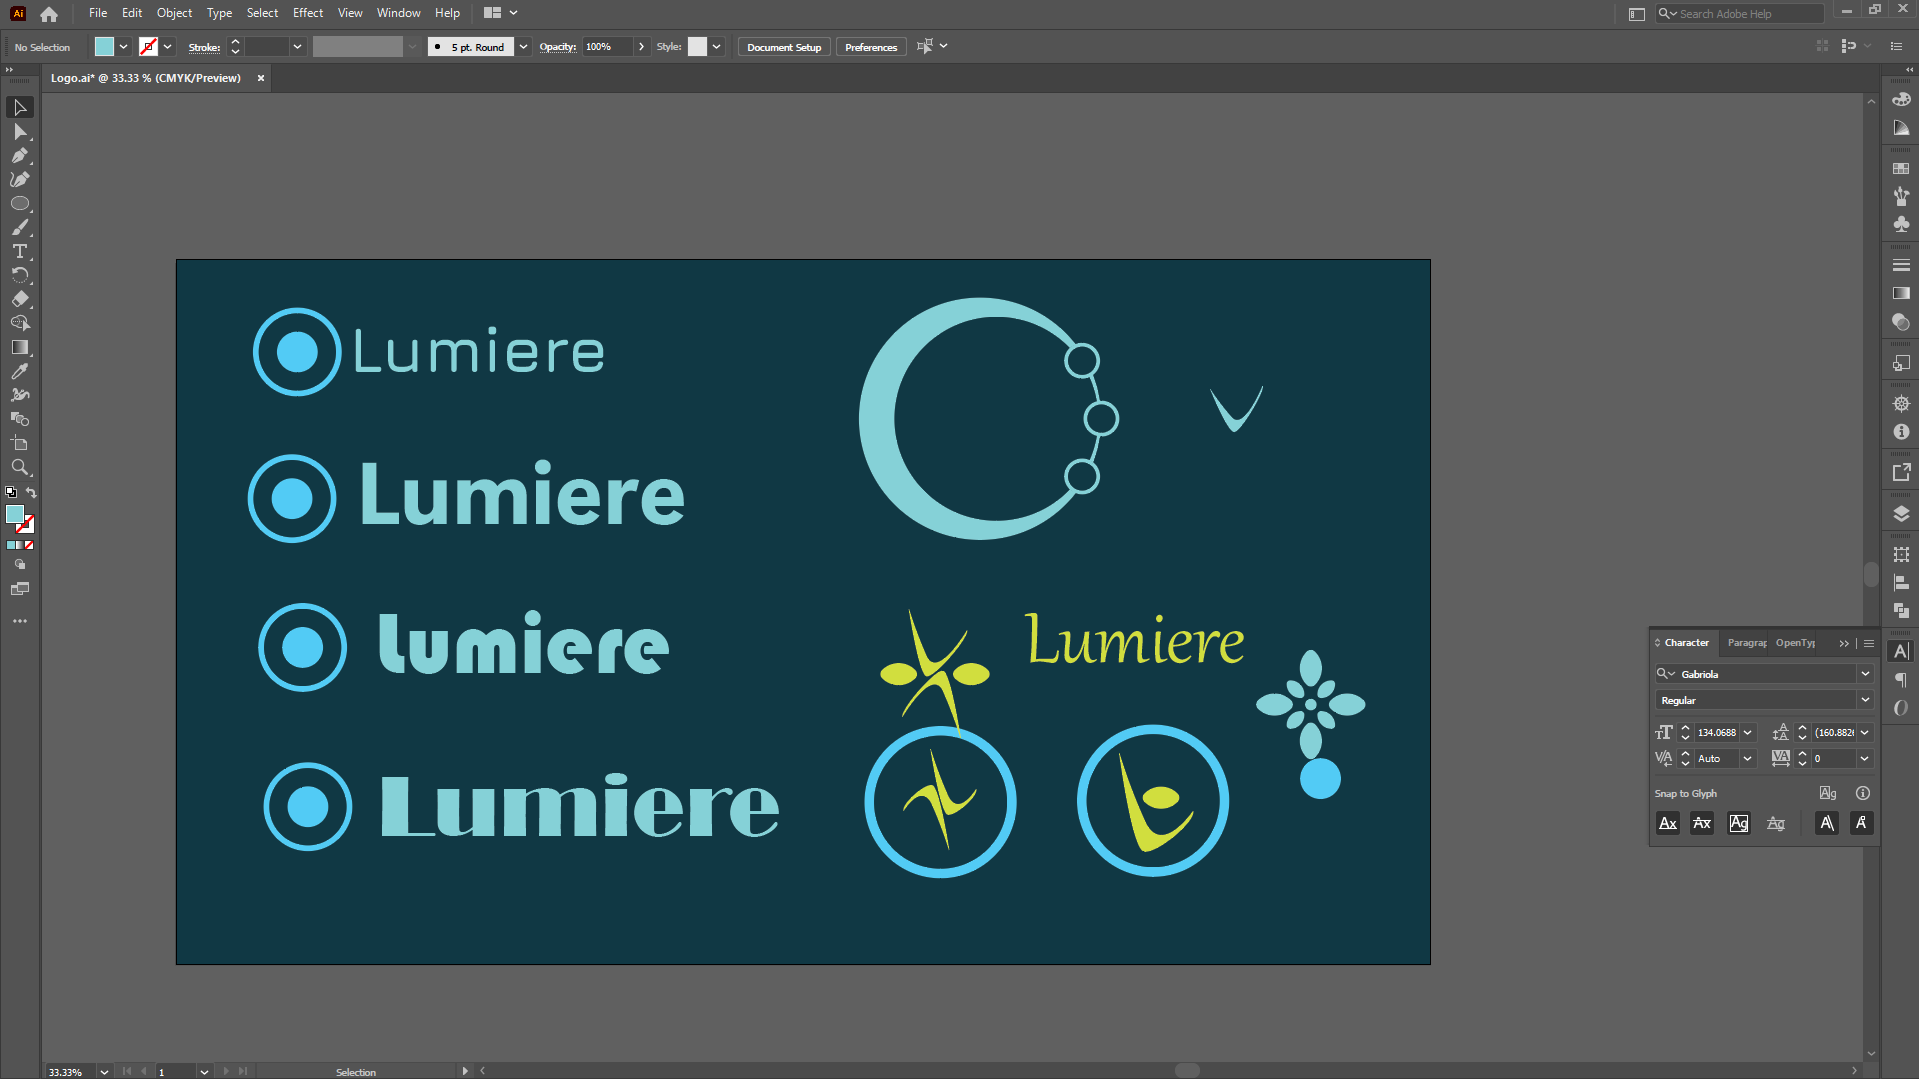 Ai File Edit Object Type Select Effect View Window Help Search Adobe Help
No Selection Stroke: 5 pt. Round Opacity: 100% Style: Document Setup Preferences
Logo.ai* @ 33.33 % (CMYK/Preview)
Lumiere
Lumiere
Lumiere
Lumiere
Lumiere
Character Paragrap OpenTyp
Gabriola
Regular
134.0688 (160.882
Auto 0
Snap to Glyph
33.33% 1 Selection